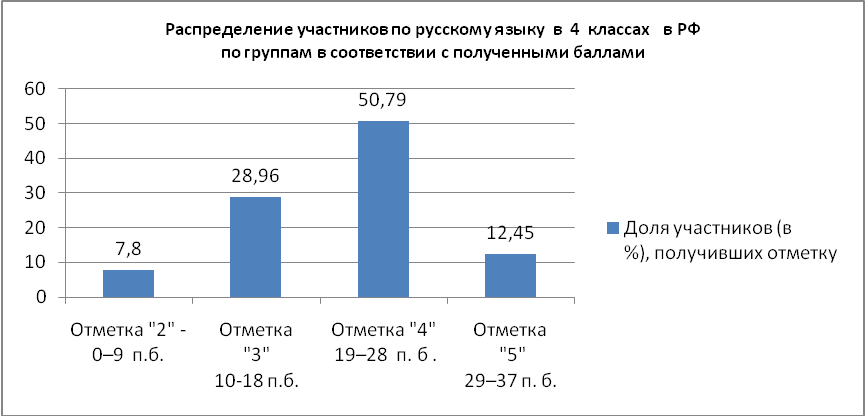 Распределение участников по русскому языку в 4 классах в РФ
по группам в соответствии с полученными баллами
60
50
40
30
20
10
0
7,8
28,96
50,79
12,45
Отметка "2" -
0–9 п.б.
Отметка
"3"
10-18 п.б.
Отметка "4"
19–28 п. б .
Отметка
"5"
29–37 п. б.
Доля участников (в
%), получивших отметку